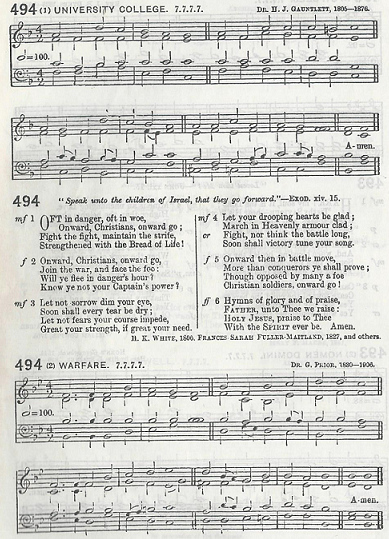 494 (1) UNIVERSITY COLLEGE. 7.7.7.7. DR. H. J. GAUNTLETT, 1805—1876.
=100.
A-men.
494 "Speak unto the children of Israel, that they go forward."—EXOD. xiv. 15.
mf 1 OFT in danger, oft in woe,
Onward, Christians, onward go;
Fight the fight, maintain the strife,
Strengthened with the Bread of Life!
f 2 Onward, Christians, onward go,
Join the war, and face the foe:
Will ye flee in danger's hour?
Know ye not your Captain's power?
mf 3 Let not sorrow dim your eye,
Soon shall every tear be dry;
Let not fears your course impede,
Great your strength, if great your need.
mf 4 Let your drooping hearts be glad;
March in Heavenly armour clad;
or Fight, nor think the battle long,
Soon shall victory tune your song.
f 5 Onward then in battle move,
More than conquerors ye shall prove;
Though opposed by many a foe
Christian soldiers, onward go!
ff 6 Hymns of glory and of praise,
FATHER, unto Thee we raise:
HOLY JESUS, praise to Thee
With the SPIRIT ever be. Amen.
H. K. WHITE, 1806, FRANCES SARAH FULLER-MAITLAND, 1827, and others.
494 (2) WARFARE. 7.7.7.7. DR. G. PRIOR, 1820—1906.
=100.
A-men.